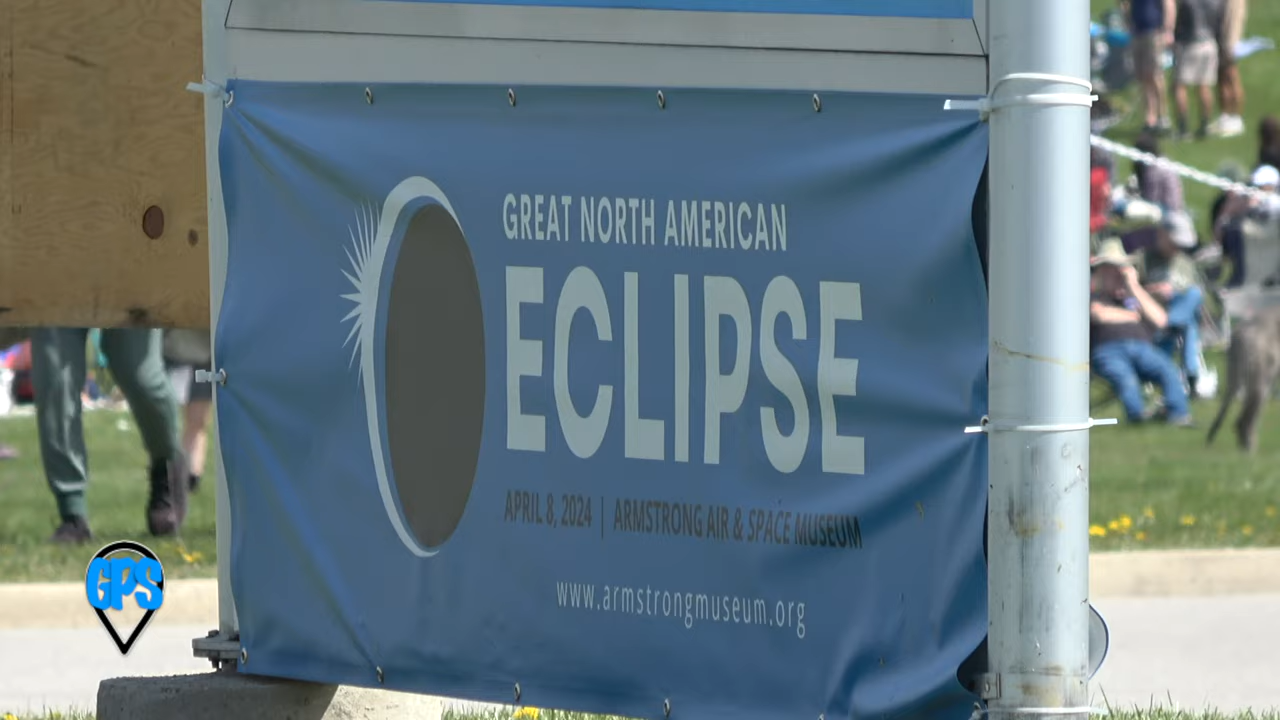 GREAT NORTH AMERICAN
ECLIPSE
APRIL 8, 2024 | ARMSTRONG AIR & SPACE MUSEUM
www.armstrongmuseum.org
GPS